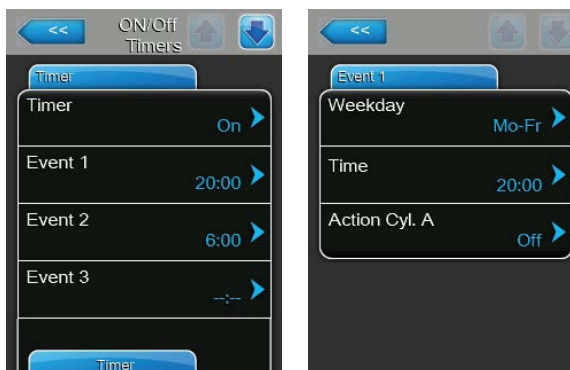 <<
ON/Off
Timers
Timer
Timer
On
Event 1
20:00
Event 2
6:00
Event 3
--:--
Timer
<<
Event 1
Weekday
Mo-Fr
Time
20:00
Action Cyl. A
Off